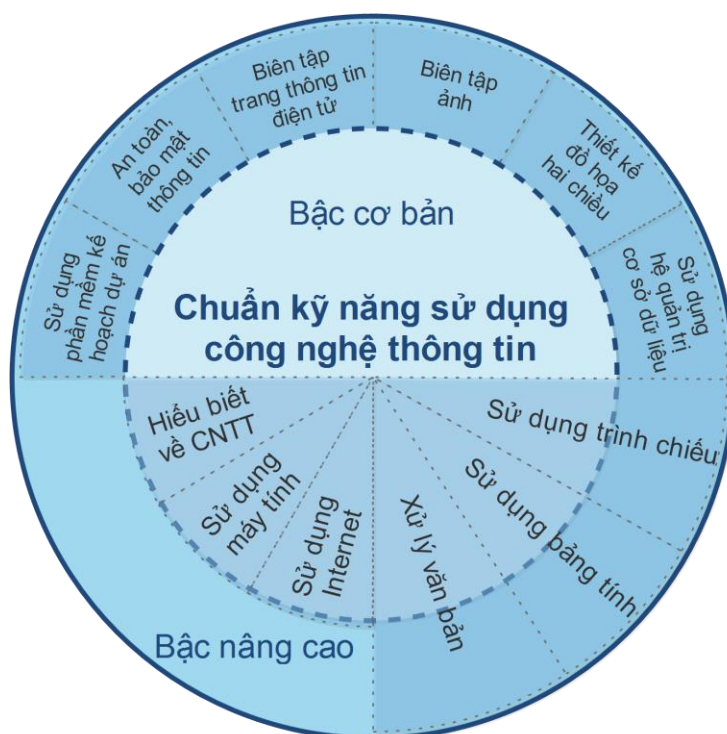 Biên tập
trang thông tin
điện tử
Biên tập
ảnh
An toàn,
bảo mật
thông tin
Thiết kế
đồ họa
hai chiều
Sử dụng
phần mềm kế
hoạch dự án
Sử dụng
hệ quản trị
cơ sở dữ liệu
Bậc cơ bản
Chuẩn kỹ năng sử dụng
công nghệ thông tin
Hiểu biết
về CNTT
Sử dụng
máy tính
Sử dụng
Internet
Xử lý văn bản
Sử dụng bảng tính
Sử dụng trình chiếu
Bậc nâng cao